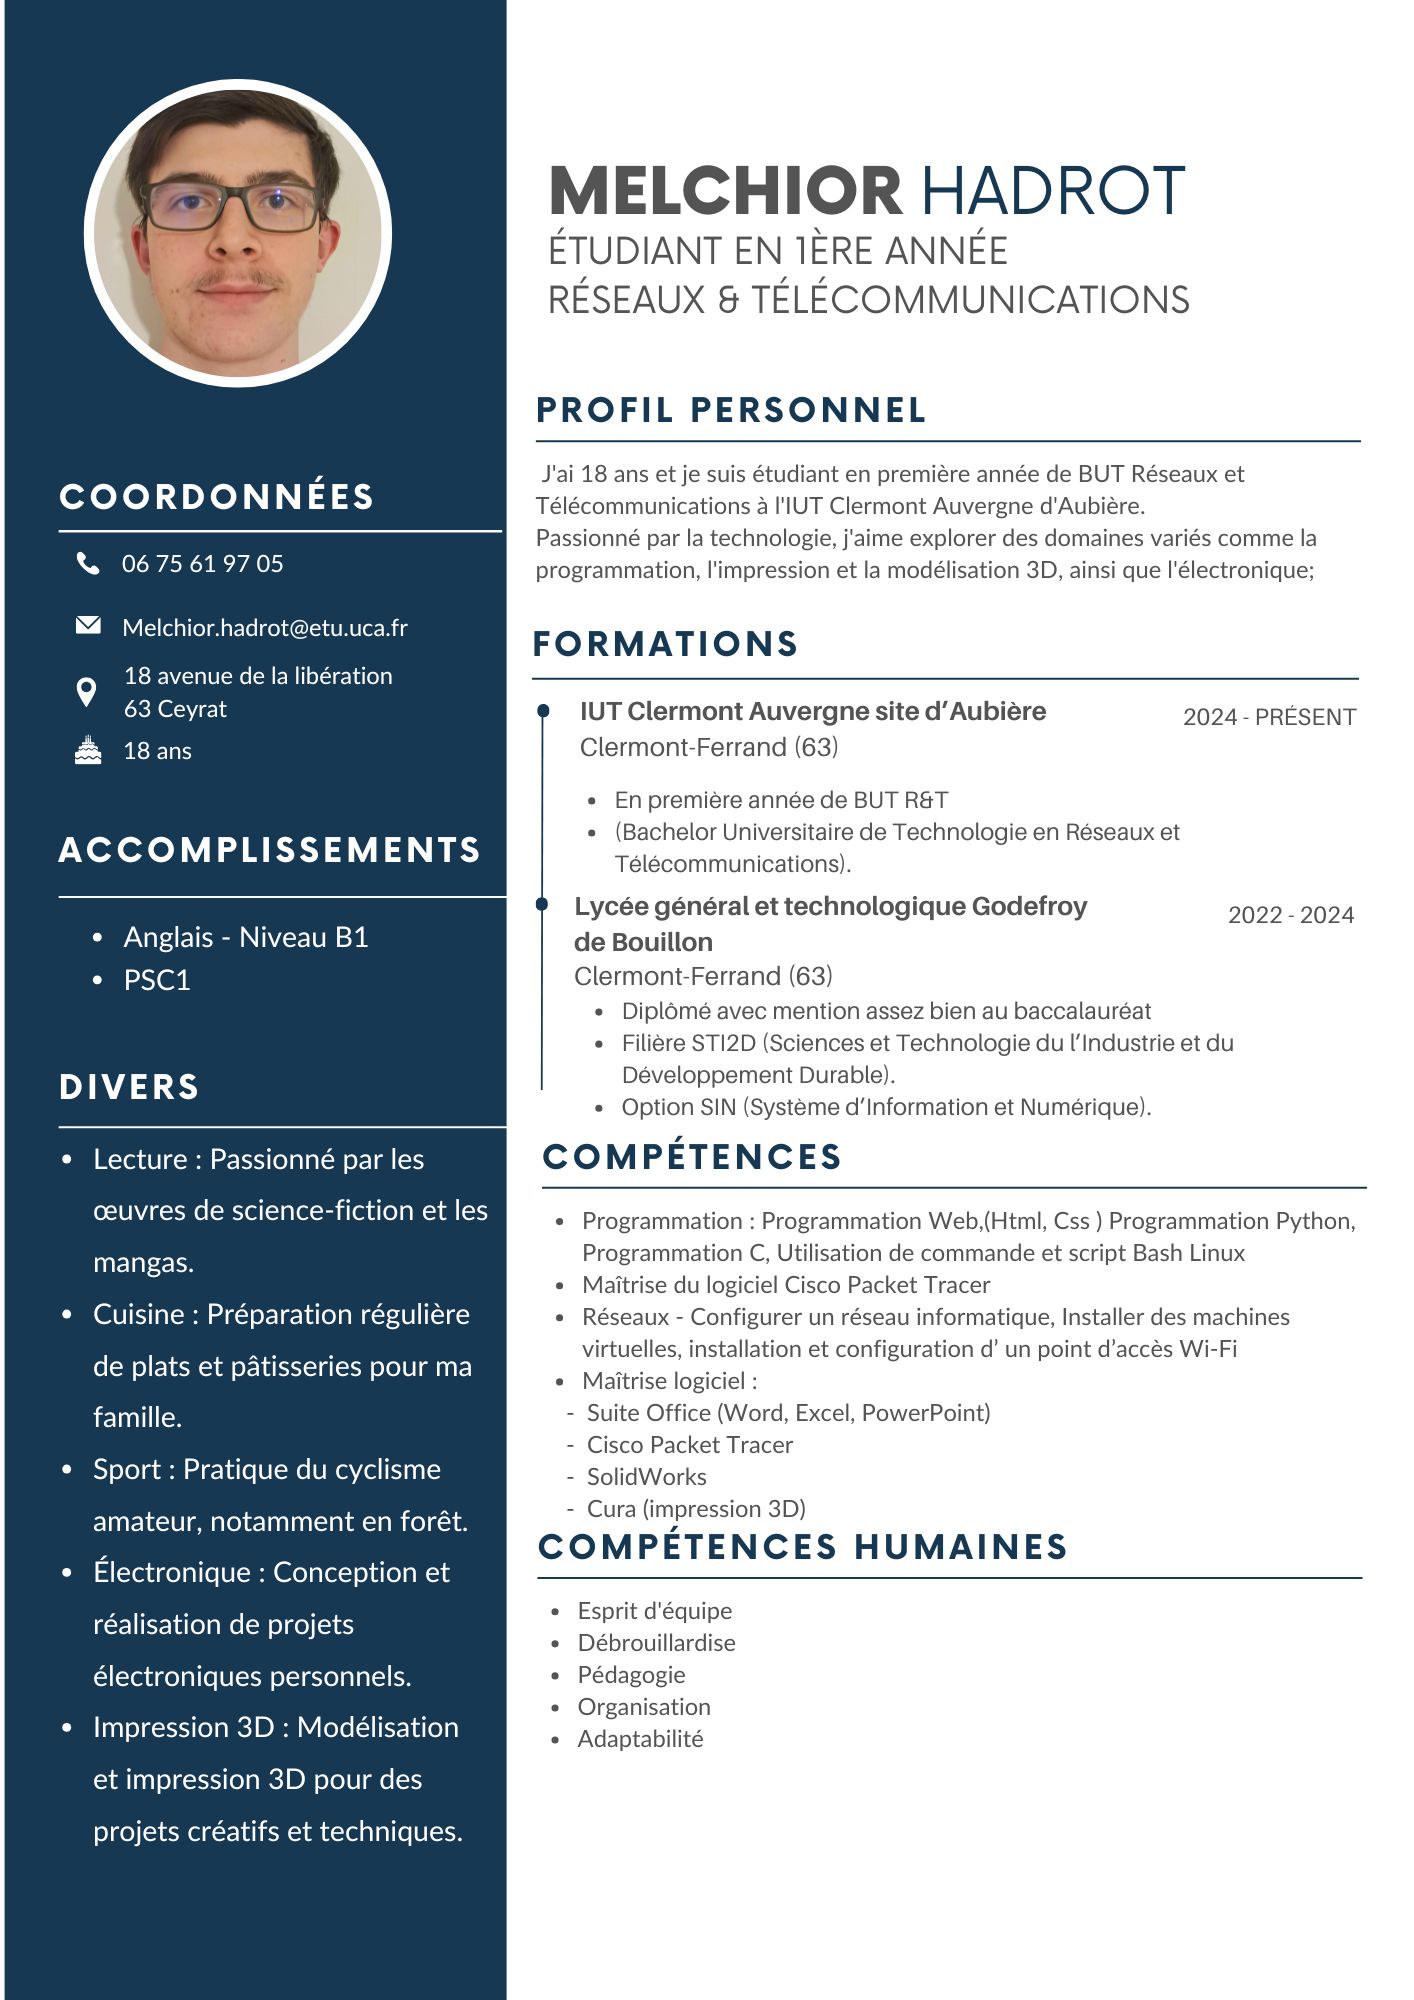 MELCHIOR HADROT
ÉTUDIANT EN 1ÈRE ANNÉE
RÉSEAUX & TÉLÉCOMMUNICATIONS
COORDONNÉES
06 75 61 97 05
Melchior.hadrot@etu.uca.fr
18 avenue de la libération
63 Ceyrat
18 ans
ACCOMPLISSEMENTS
• Anglais - Niveau B1
• PSC1
DIVERS
• Lecture : Passionné par les
œuvres de science-fiction et les
mangas.
• Cuisine : Préparation régulière
de plats et pâtisseries pour ma
famille.
• Sport : Pratique du cyclisme
amateur, notamment en forêt.
• Électronique : Conception et
réalisation de projets
électroniques personnels.
• Impression 3D : Modélisation
et impression 3D pour des
projets créatifs et techniques.
PROFIL PERSONNEL
J'ai 18 ans et je suis étudiant en première année de BUT Réseaux et
Télécommunications à l'IUT Clermont Auvergne d'Aubière.
Passionné par la technologie, j'aime explorer des domaines variés comme la
programmation, l'impression et la modélisation 3D, ainsi que l'électronique;
FORMATIONS
IUT Clermont Auvergne site d’Aubière
2024 - PRÉSENT
Clermont-Ferrand (63)
• En première année de BUT R&T
• (Bachelor Universitaire de Technologie en Réseaux et
Télécommunications).
Lycée général et technologique Godefroy
2022 - 2024
de Bouillon
Clermont-Ferrand (63)
• Diplômé avec mention assez bien au baccalauréat
• Filière STI2D (Sciences et Technologie du l’Industrie et du
Développement Durable).
• Option SIN (Système d’Information et Numérique).
COMPÉTENCES
• Programmation : Programmation Web,(Html, Css ) Programmation Python,
Programmation C, Utilisation de commande et script Bash Linux
• Maîtrise du logiciel Cisco Packet Tracer
• Réseaux - Configurer un réseau informatique, Installer des machines
virtuelles, installation et configuration d’ un point d’accès Wi-Fi
• Maîtrise logiciel :
- Suite Office (Word, Excel, PowerPoint)
- Cisco Packet Tracer
- SolidWorks
- Cura (impression 3D)
COMPÉTENCES HUMAINES
• Esprit d'équipe
• Débrouillardise
• Pédagogie
• Organisation
• Adaptabilité